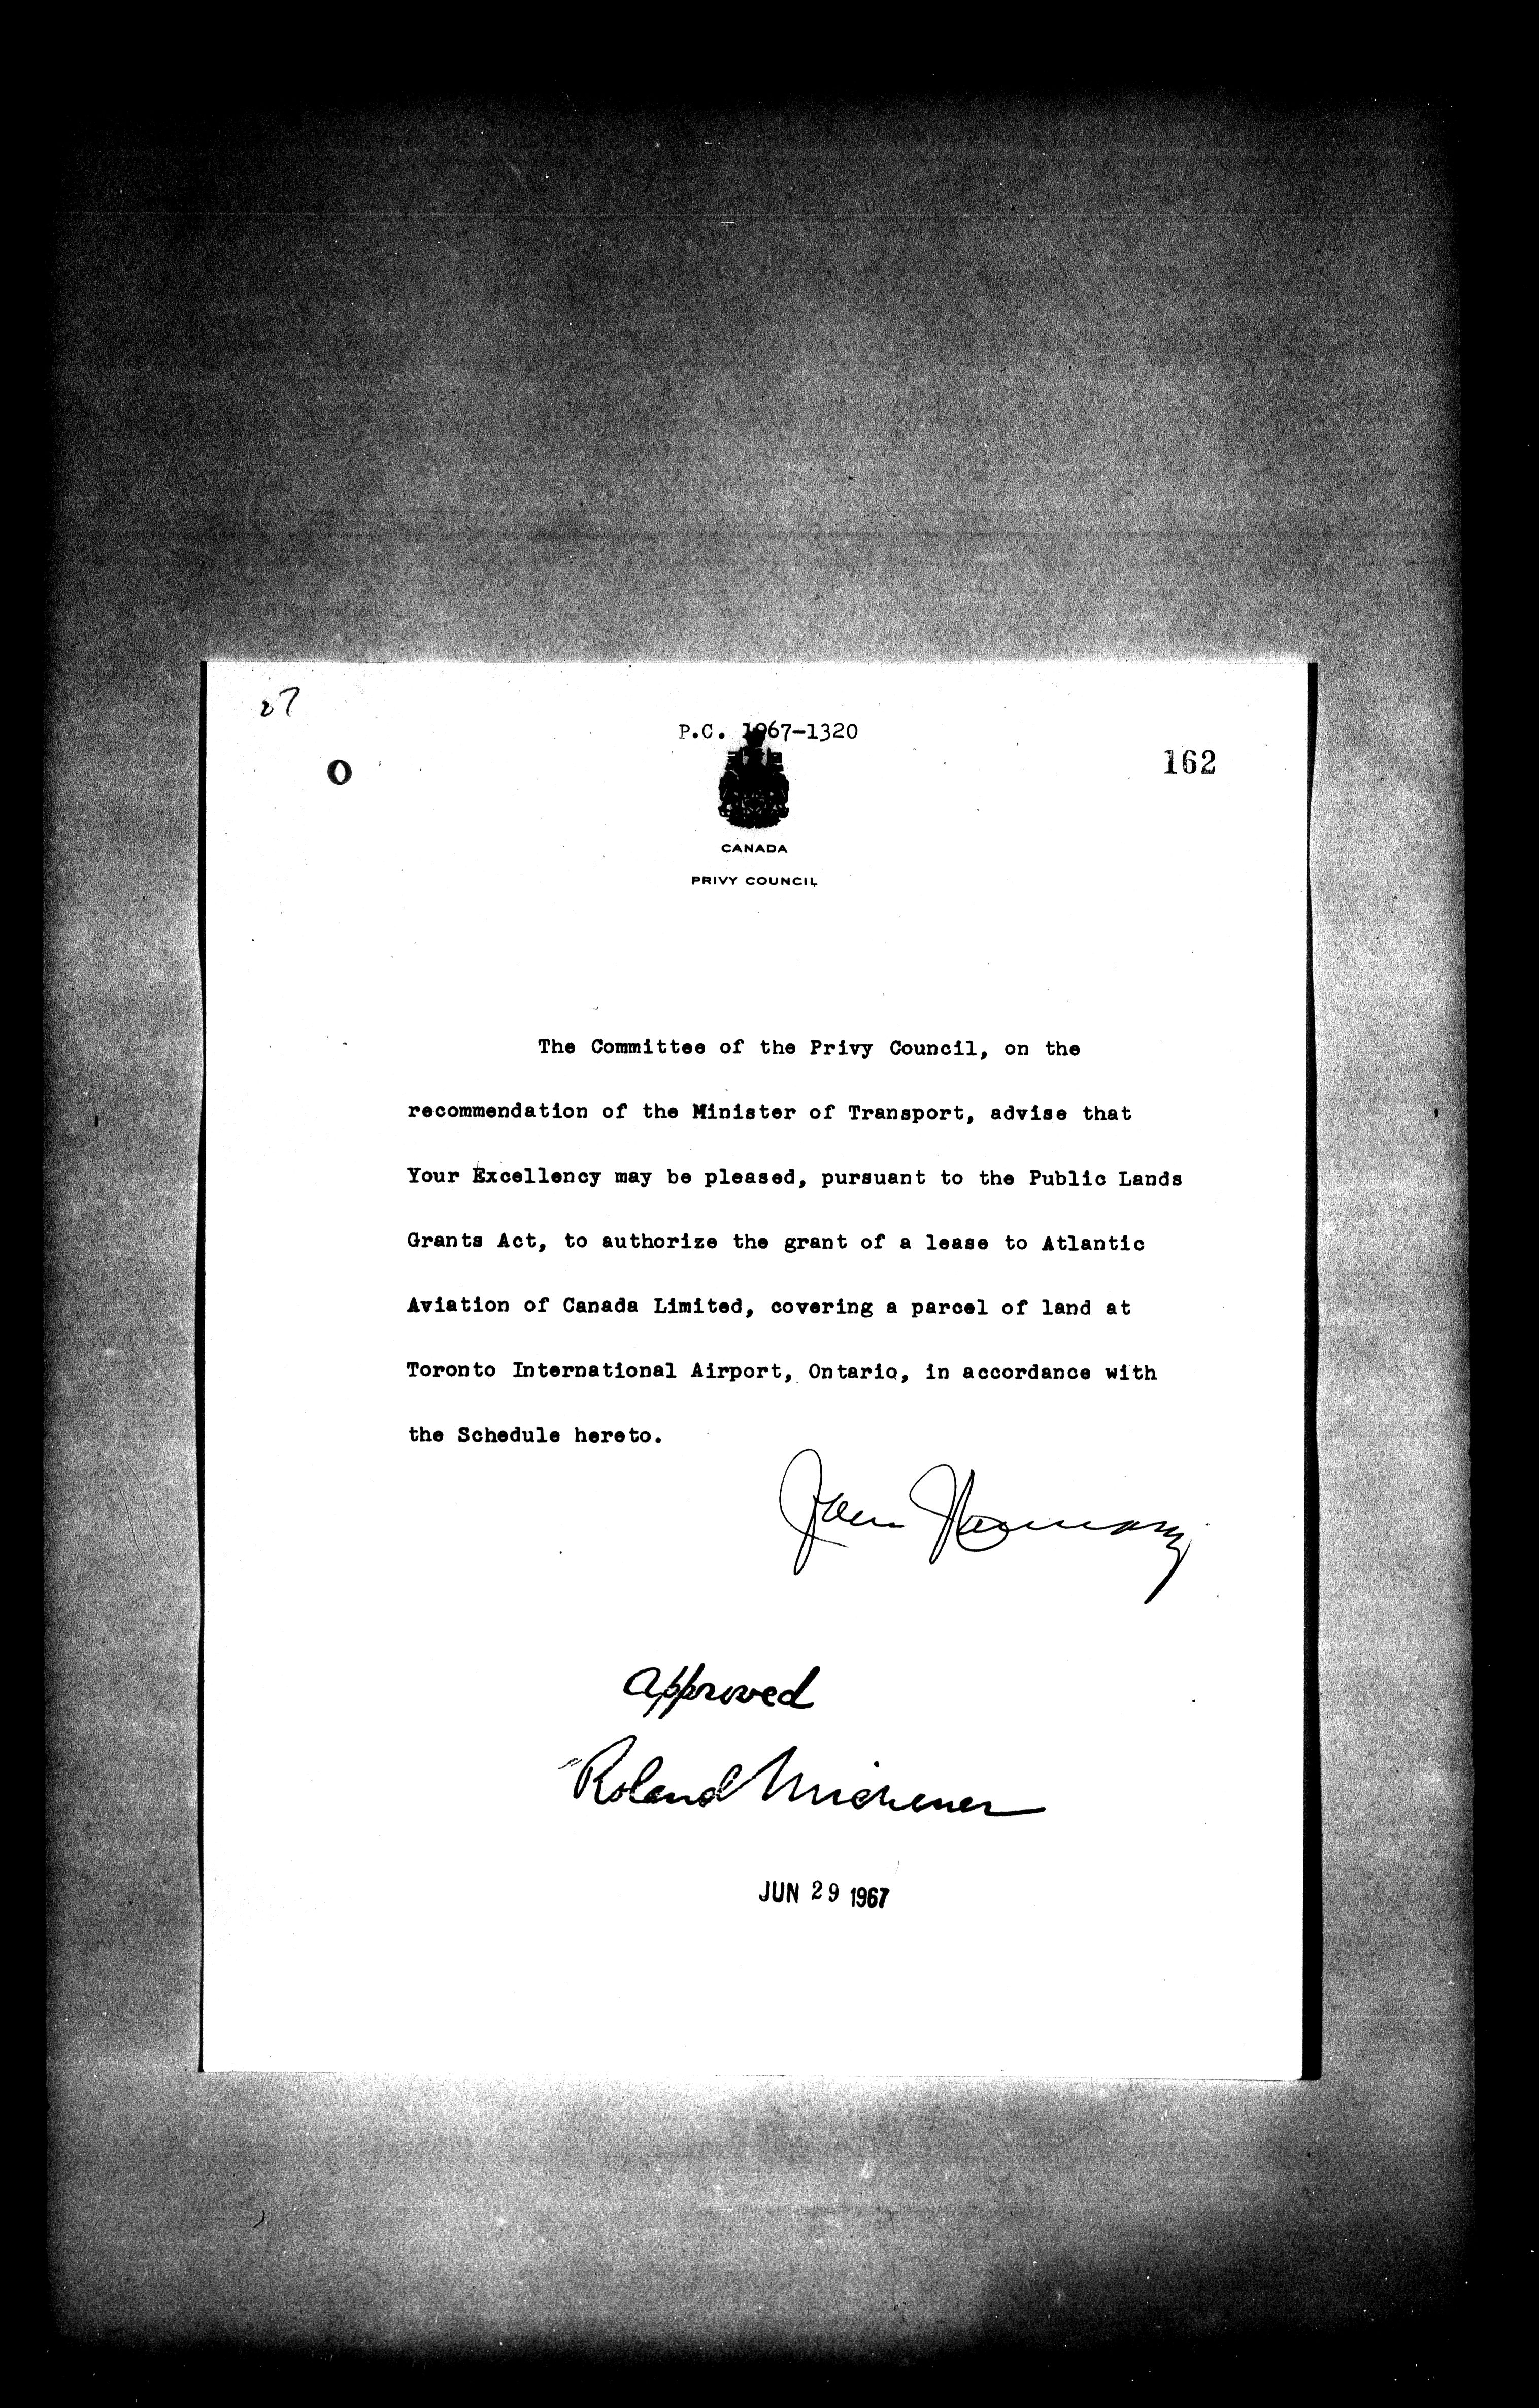 27
P.C. 1967-1320
162
CANADA
PRIVY COUNCIL
The Committee of the Privy Council, on the
recommendation of the Minister of Transport, advise that
Your Excellency may be pleased, pursuant to the Public Lands
Grants Act, to authorize the grant of a lease to Atlantic
Aviation of Canada Limited, covering a parcel of land at
Toronto International Airport, Ontario, in accordance with
the Schedule hereto.
approved
Roland Michener
JUN 29 1967